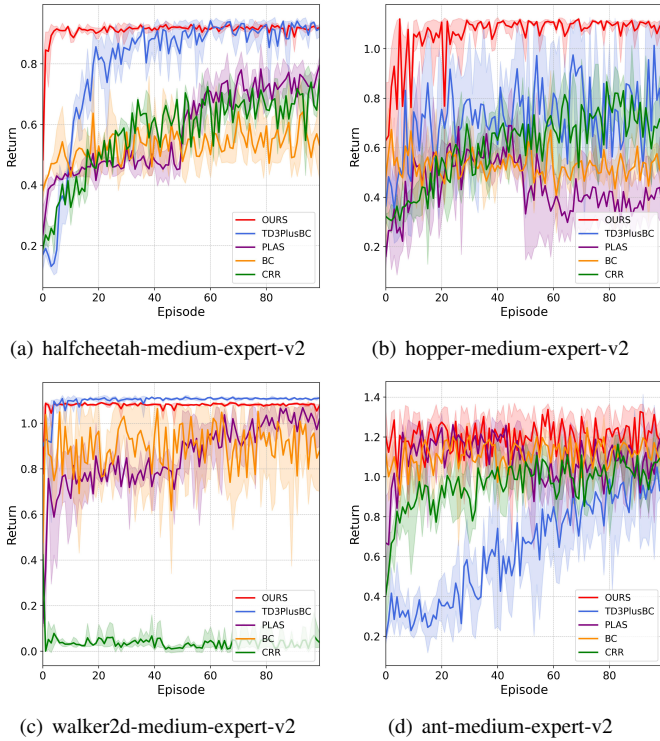 Return
0.8
0.6
0.4
0.2
0
20
40
60
80
Episode
OURS
TD3PlusBC
PLAS
BC
CRR
(a) halfcheetah-medium-expert-v2
Return
1.0
0.8
0.6
0.4
0.2
0
20
40
60
80
Episode
OURS
TD3PlusBC
PLAS
BC
CRR
(b) hopper-medium-expert-v2
Return
1.0
0.8
0.6
0.4
0.2
0.0
0
20
40
60
80
Episode
OURS
TD3PlusBC
PLAS
BC
CRR
(c) walker2d-medium-expert-v2
Return
1.4
1.2
1.0
0.8
0.6
0.4
0.2
0
20
40
60
80
Episode
OURS
TD3PlusBC
PLAS
BC
CRR
(d) ant-medium-expert-v2